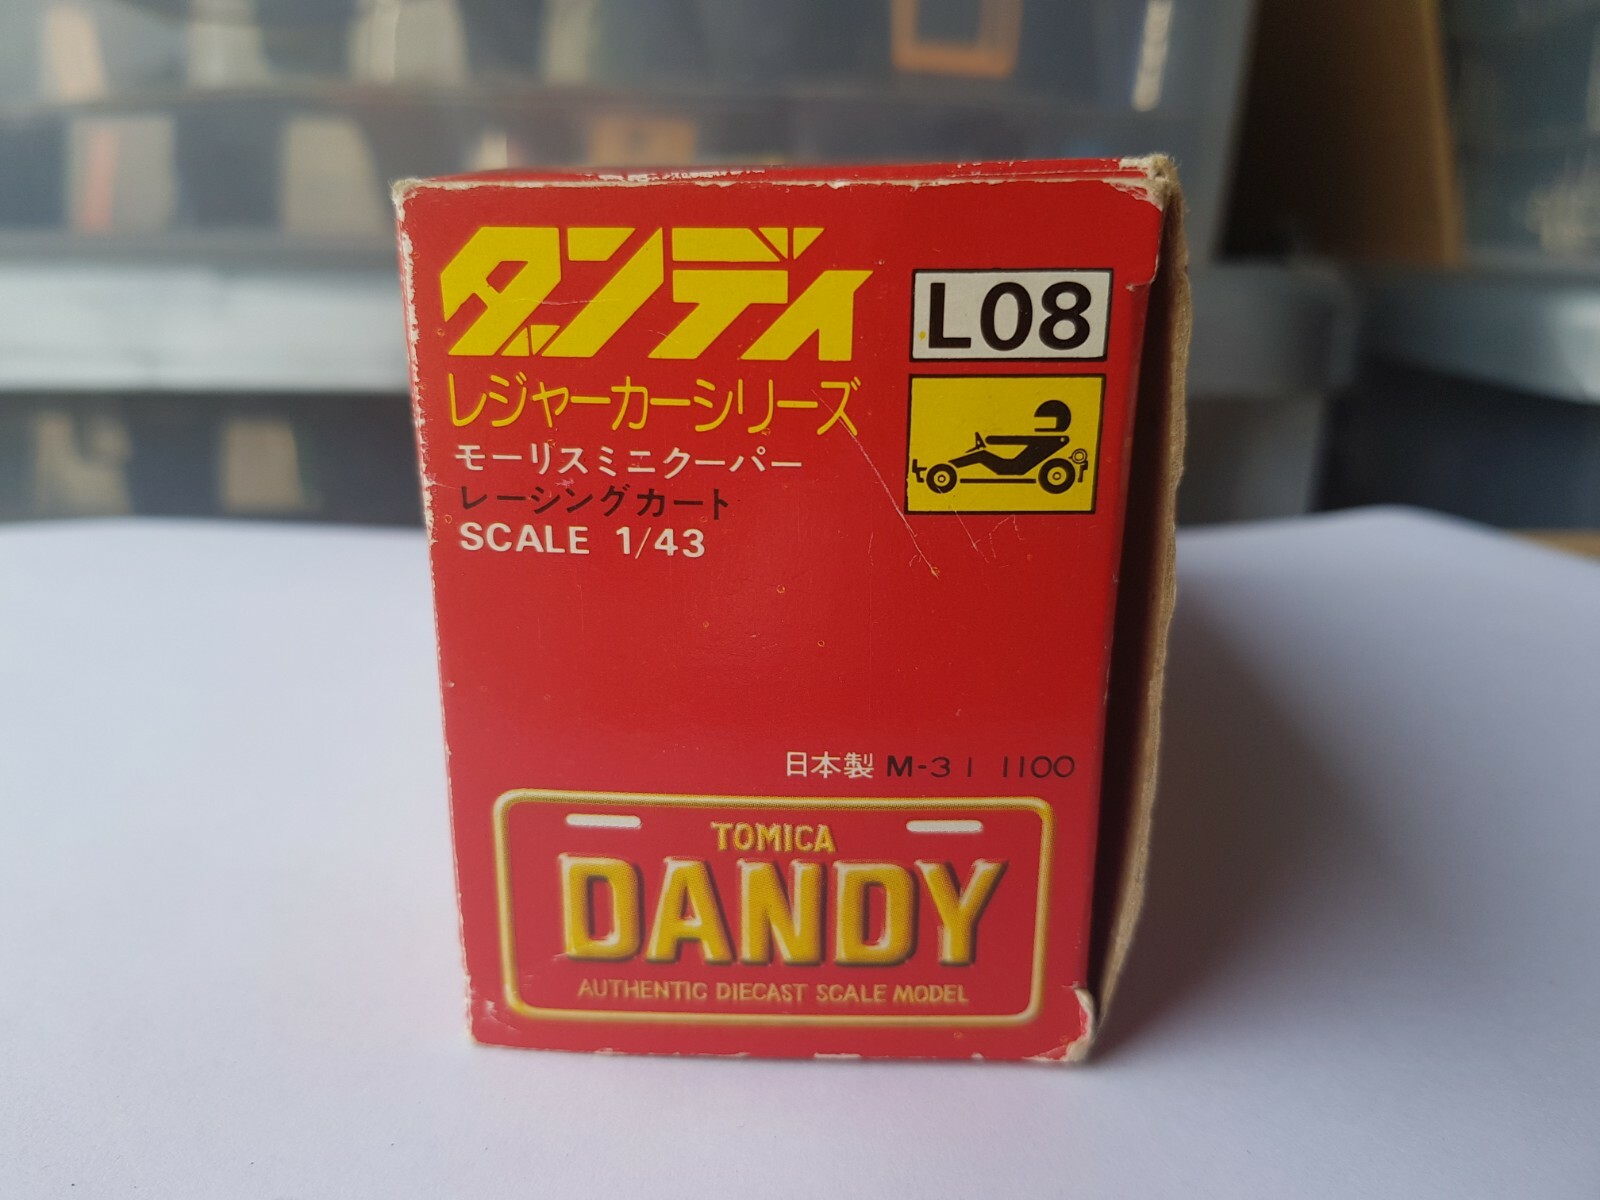 ダンディ
L08
レジャーカーシリーズ
モーリスミニクーパー
レーシングカート
SCALE 1/43
日本製 M-31 1100
TOMICA
DANDY
AUTHENTIC DIECAST SCALE MODEL